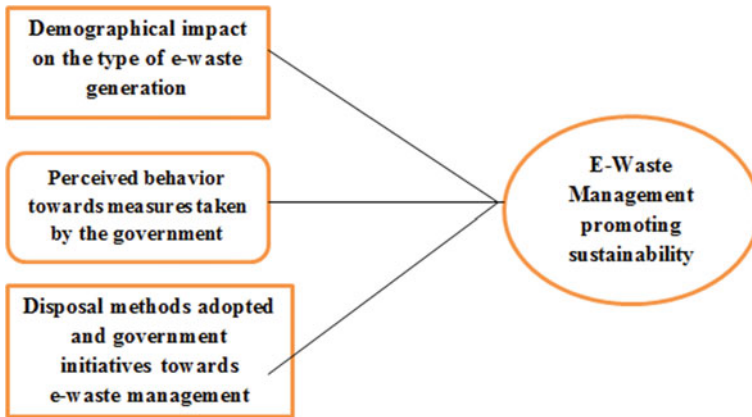 Demographical impact
on the type of e-waste
generation
Perceived behavior
towards measures taken
by the government
Disposal methods adopted
and government
initiatives towards
e-waste management
E-Waste
Management
promoting
sustainability